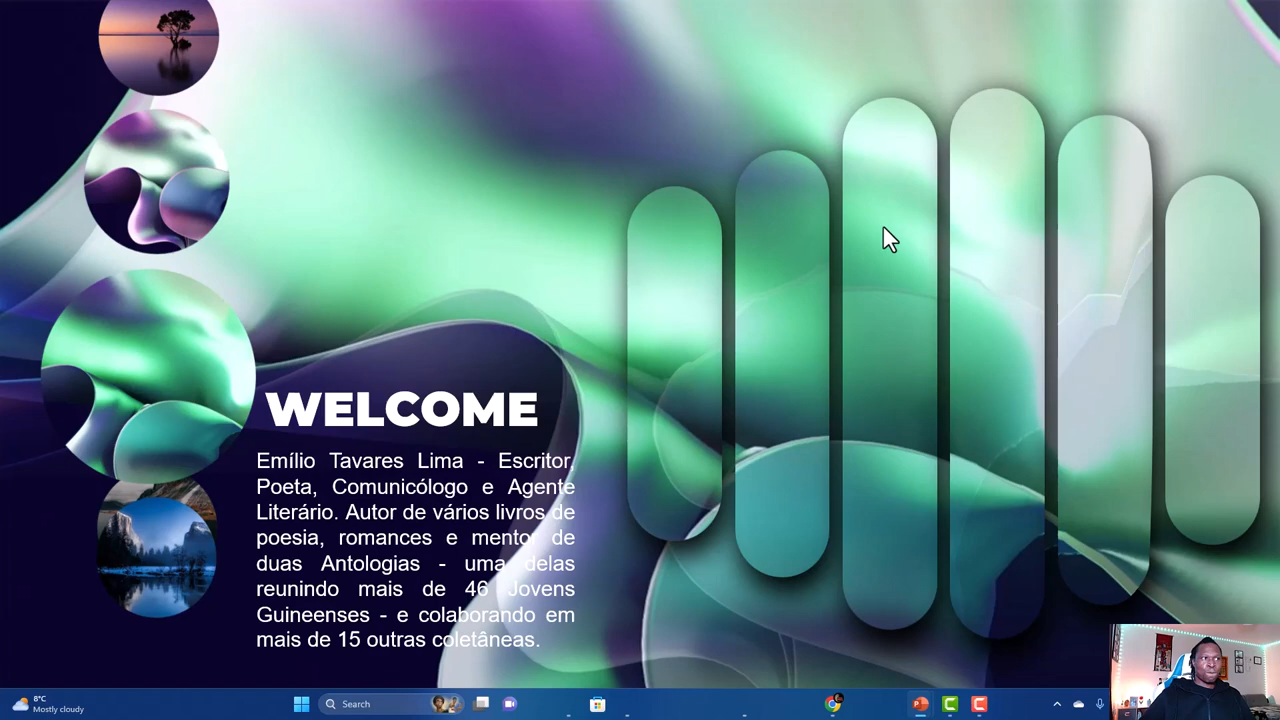 WELCOME
Emílio Tavares Lima - Escritor,
Poeta, Comunicólogo e Agente
Literário. Autor de vários livros de
poesia, romances e mentor de
duas Antologias - uma delas
reunindo mais de 46 Jovens
Guineenses - e colaborando em
mais de 15 outras coletâneas.
8°C
Mostly cloudy
Search